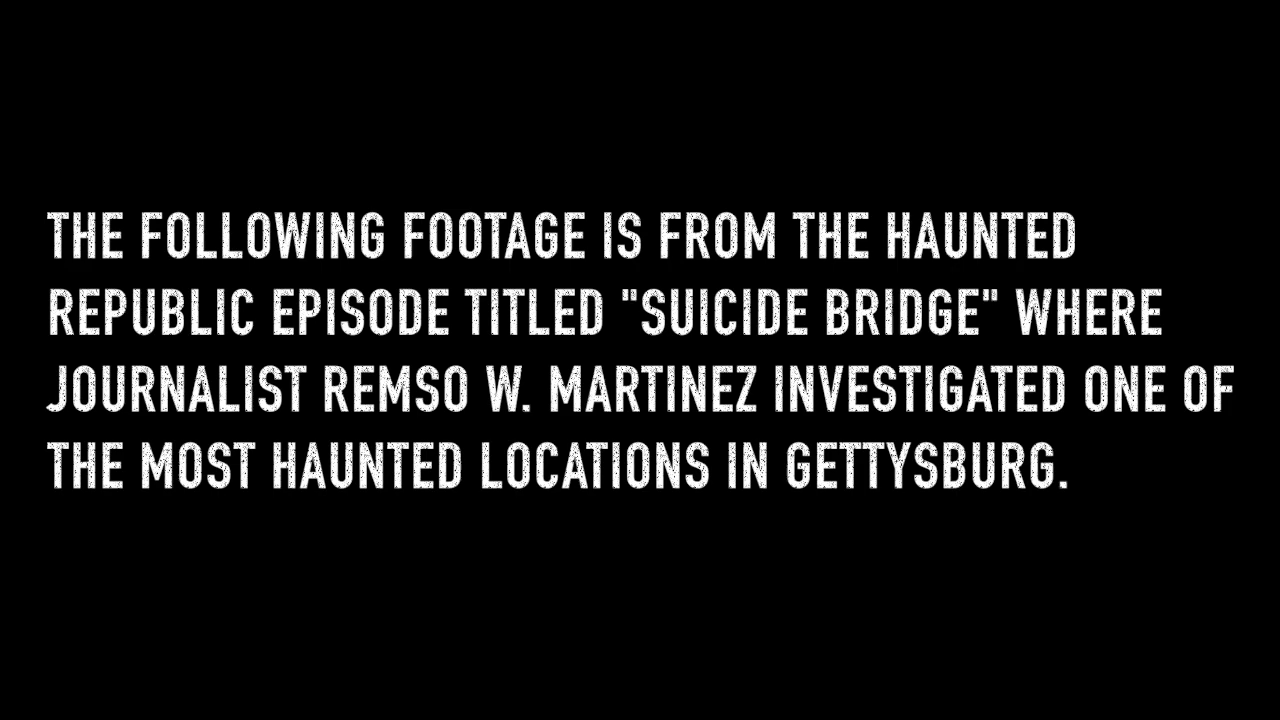 THE FOLLOWING FOOTAGE IS FROM THE HAUNTED
REPUBLIC EPISODE TITLED "SUICIDE BRIDGE" WHERE
JOURNALIST REMSO W. MARTINEZ INVESTIGATED ONE OF
THE MOST HAUNTED LOCATIONS IN GETTYSBURG.